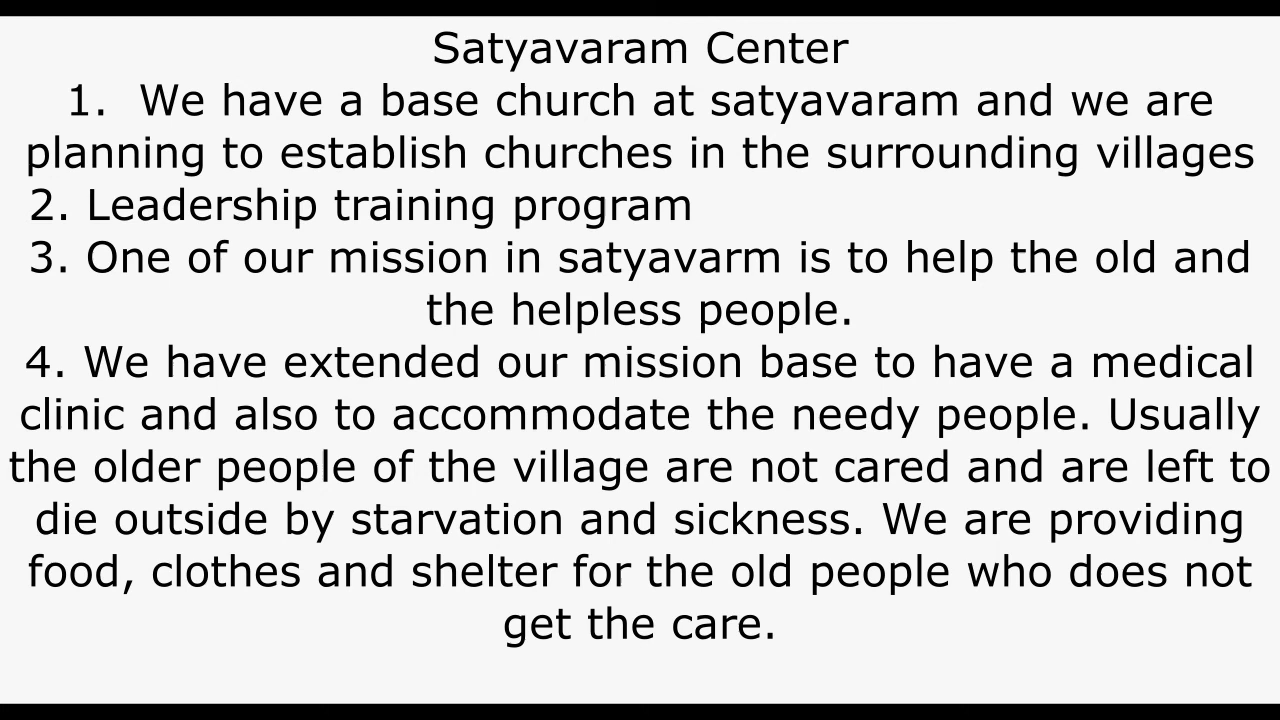 Satyavaram Center
1. We have a base church at satyavaram and we are
planning to establish churches in the surrounding villages
2. Leadership training program
3. One of our mission in satyavarm is to help the old and
the helpless people.
4. We have extended our mission base to have a medical
clinic and also to accommodate the needy people. Usually
the older people of the village are not cared and are left to
die outside by starvation and sickness. We are providing
food, clothes and shelter for the old people who does not
get the care.